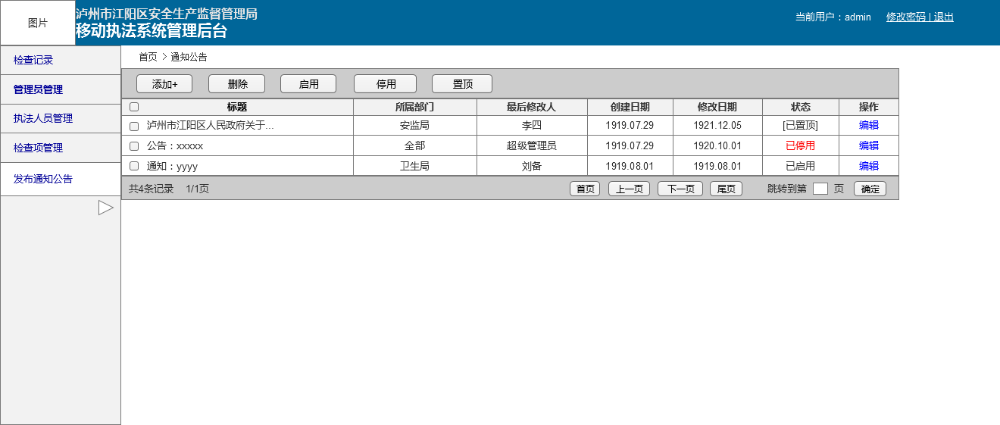 图片
泸州市江阳区安全生产监督管理局
移动执法系统管理后台
当前用户：admin 修改密码 | 退出
检查记录
管理员管理
执法人员管理
检查项管理
发布通知公告
首页 > 通知公告
添加+ 删除 启用 停用 置顶
标题 所属部门 最后修改人 创建日期 修改日期 状态 操作
泸州市江阳区人民政府关于... 安监局 李四 1919.07.29 1921.12.05 [已置顶] 编辑
公告：xxxxx 全部 超级管理员 1919.07.29 1920.10.01 已停用 编辑
通知：yyyy 卫生局 刘备 1919.08.01 1919.08.01 已启用 编辑
共4条记录 1/1页 首页 上一页 下一页 尾页 跳转到第 页 确定